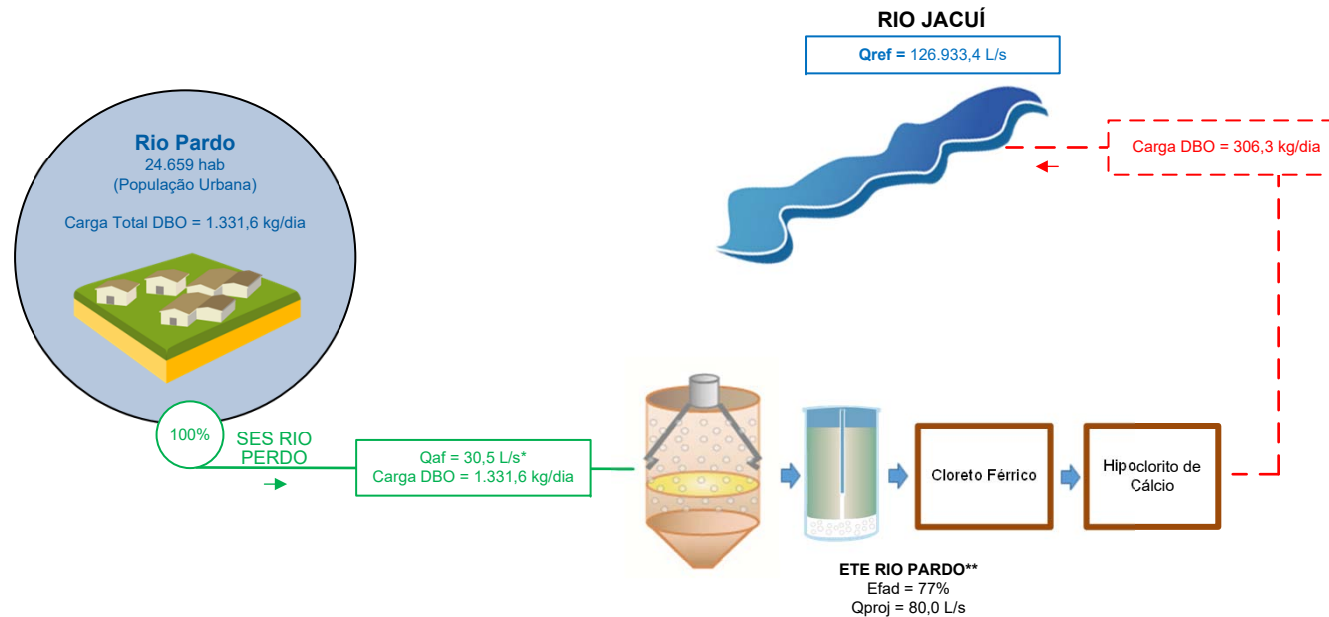 RIO JACUÍ
Qref = 126.933,4 L/s
Rio Pardo
24.659 hab
(População Urbana)
Carga Total DBO = 1.331,6 kg/dia
Carga DBO = 306,3 kg/dia
100%
SES RIO
PERDO
Qaf = 30,5 L/s*
Carga DBO = 1.331,6 kg/dia
Cloreto Férrico
Hipoclorito de
Cálcio
ETE RIO PARDO**
Efad = 77%
Qproj = 80,0 L/s